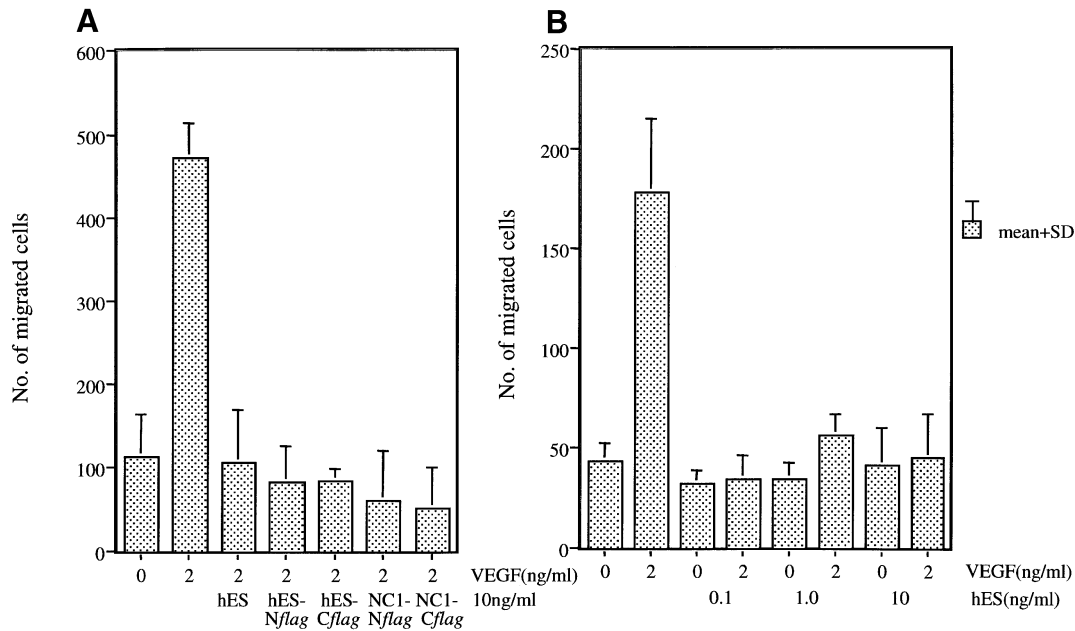 A
B
600
500
400
300
200
100
0
No. of migrated cells
0 2 2 2 2 2 2 VEGF(ng/ml)
hES hES- hES- NC1- NC1- 10ng/ml
Nflag Cflag Nflag Cflag
250
200
150
100
50
0
No. of migrated cells
0 2 0 2 0 2 0 2 VEGF(ng/ml)
0.1 1.0 10 hES(ng/ml)
mean+SD